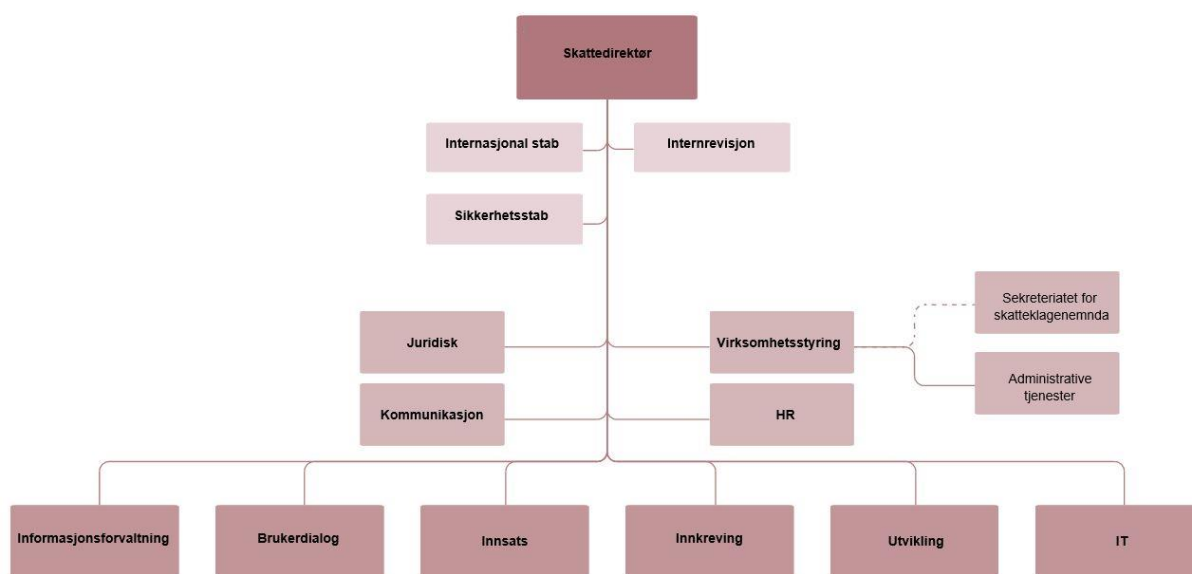 Skattedirektør
Internasjonal stab
Internrevisjon
Sikkerhetsstab
Sekreteriatet for
skatteklagenemnda
Juridisk
Virksomhetsstyring
Administrative
tjenester
Kommunikasjon
HR
Informasjonsforvaltning
Brukerdialog
Innsats
Innkreving
Utvikling
IT